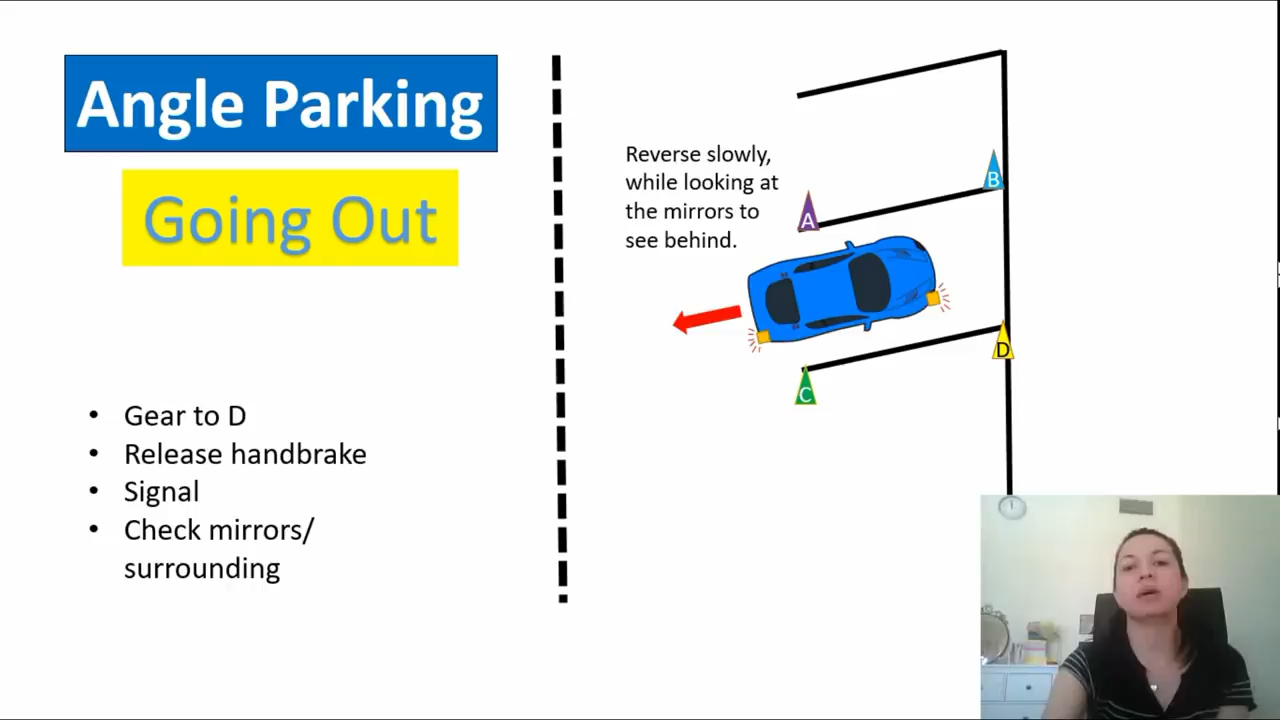 Angle Parking
Going Out
Gear to D
Release handbrake
Signal
Check mirrors/
surrounding
Reverse slowly,
while looking at
the mirrors to
see behind.
A
B
C
D